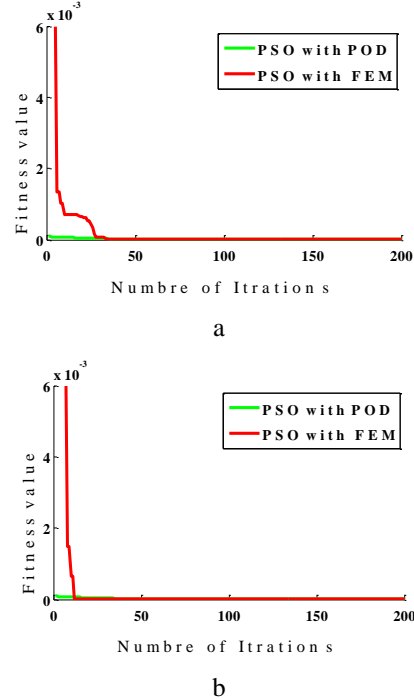 x 10 -3
6
4
2
0
Fitness value
PSO with POD
PSO with FEM
0 50 100 150 200
Numbre of Itrations
a
x 10 -3
6
4
2
0
Fitness value
PSO with POD
PSO with FEM
0 50 100 150 200
Numbre of Itrations
b